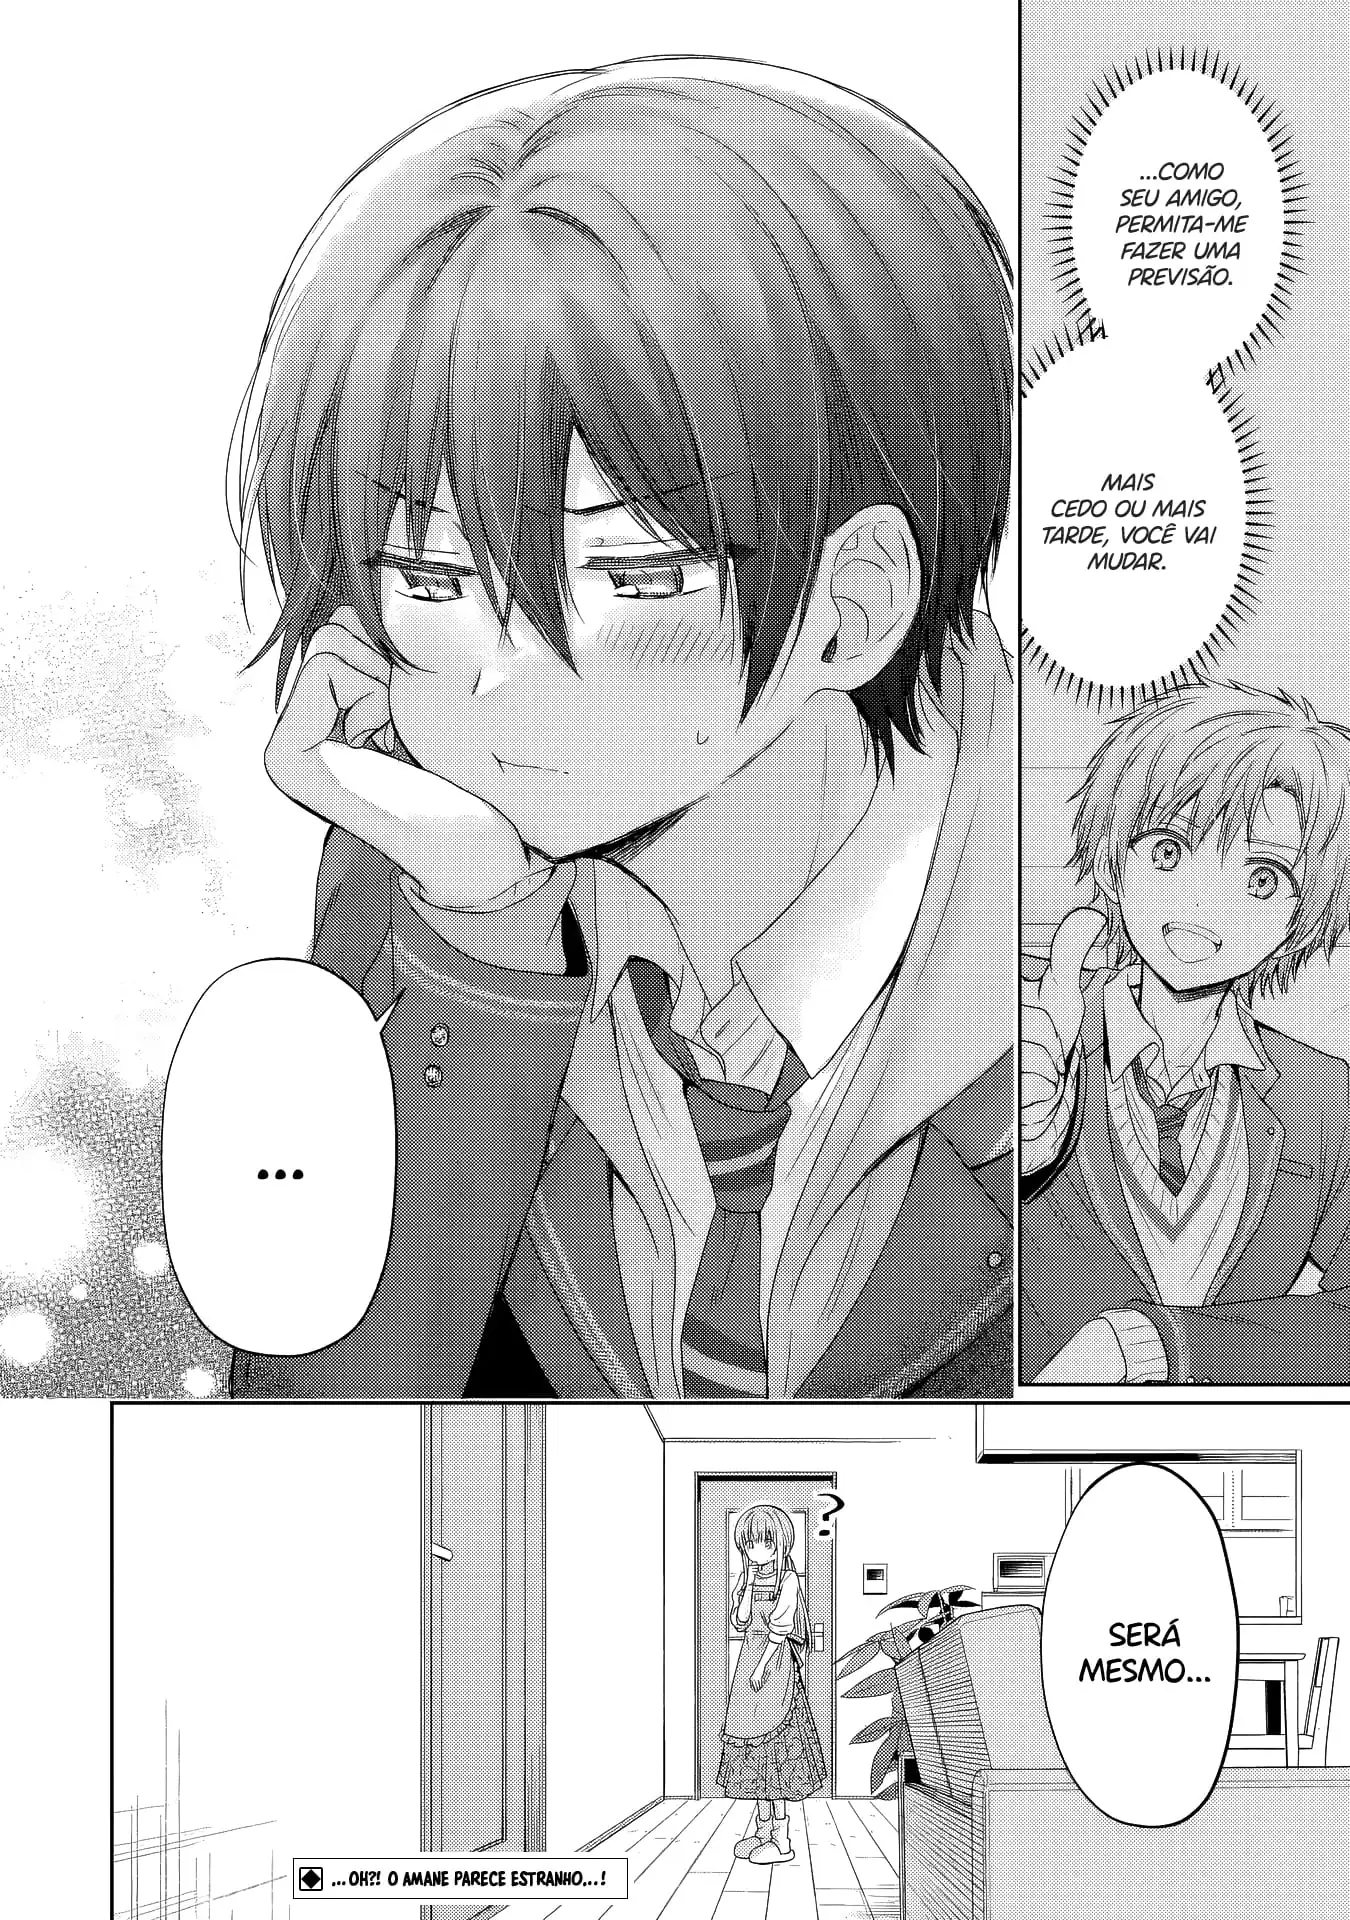 ...COMO
SEU AMIGO,
PERMITA-ME
FAZER UMA
PREVISÃO.
MAIS
CEDO OU MAIS
TARDE, VOCÊ VAI
MUDAR.
...
?
SERÁ
MESMO...
...OH?! O AMANE PARECE ESTRANHO...!